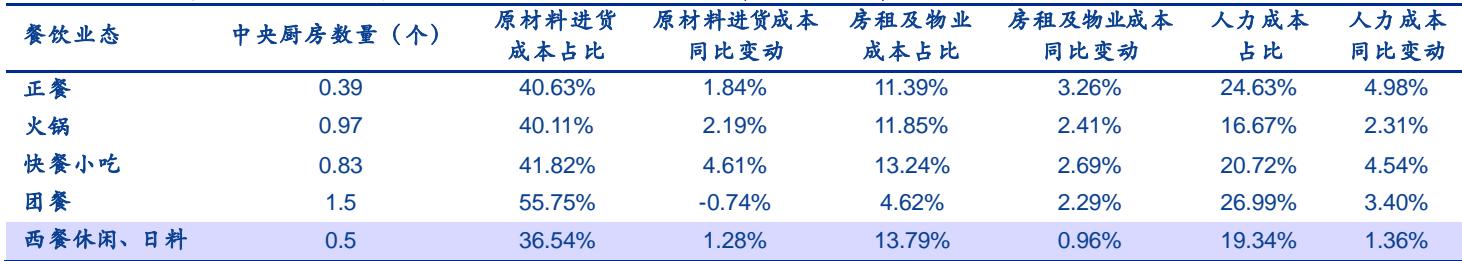 餐饮业态 中央厨房数量（个） 原材料进货成本占比 原材料进货成本同比变动 房租及物业成本占比 房租及物业成本同比变动 人力成本占比 人力成本同比变动
正餐 0.39 40.63% 1.84% 11.39% 3.26% 24.63% 4.98%
火锅 0.97 40.11% 2.19% 11.85% 2.41% 16.67% 2.31%
快餐小吃 0.83 41.82% 4.61% 13.24% 2.69% 20.72% 4.54%
团餐 1.5 55.75% -0.74% 4.62% 2.29% 26.99% 3.40%
西餐休闲、日料 0.5 36.54% 1.28% 13.79% 0.96% 19.34% 1.36%